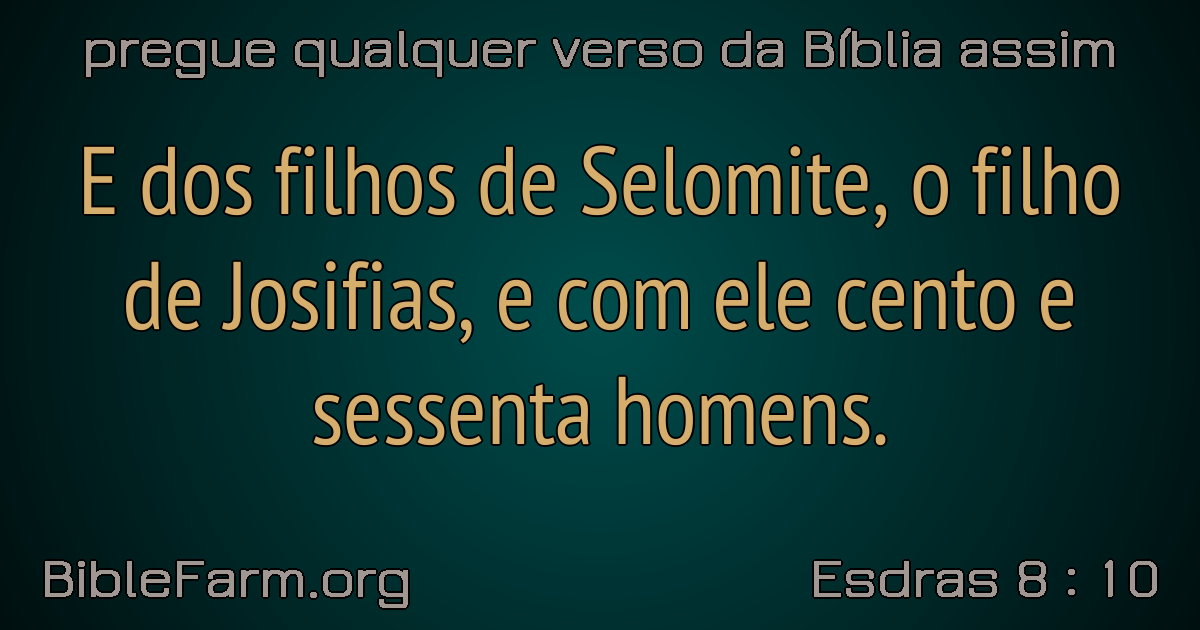 pregue qualquer verso da Bíblia assim
E dos filhos de Selomite, o filho
de Josifias, e com ele cento e
sessenta homens.
BibleFarm.org
Esdras 8 : 10